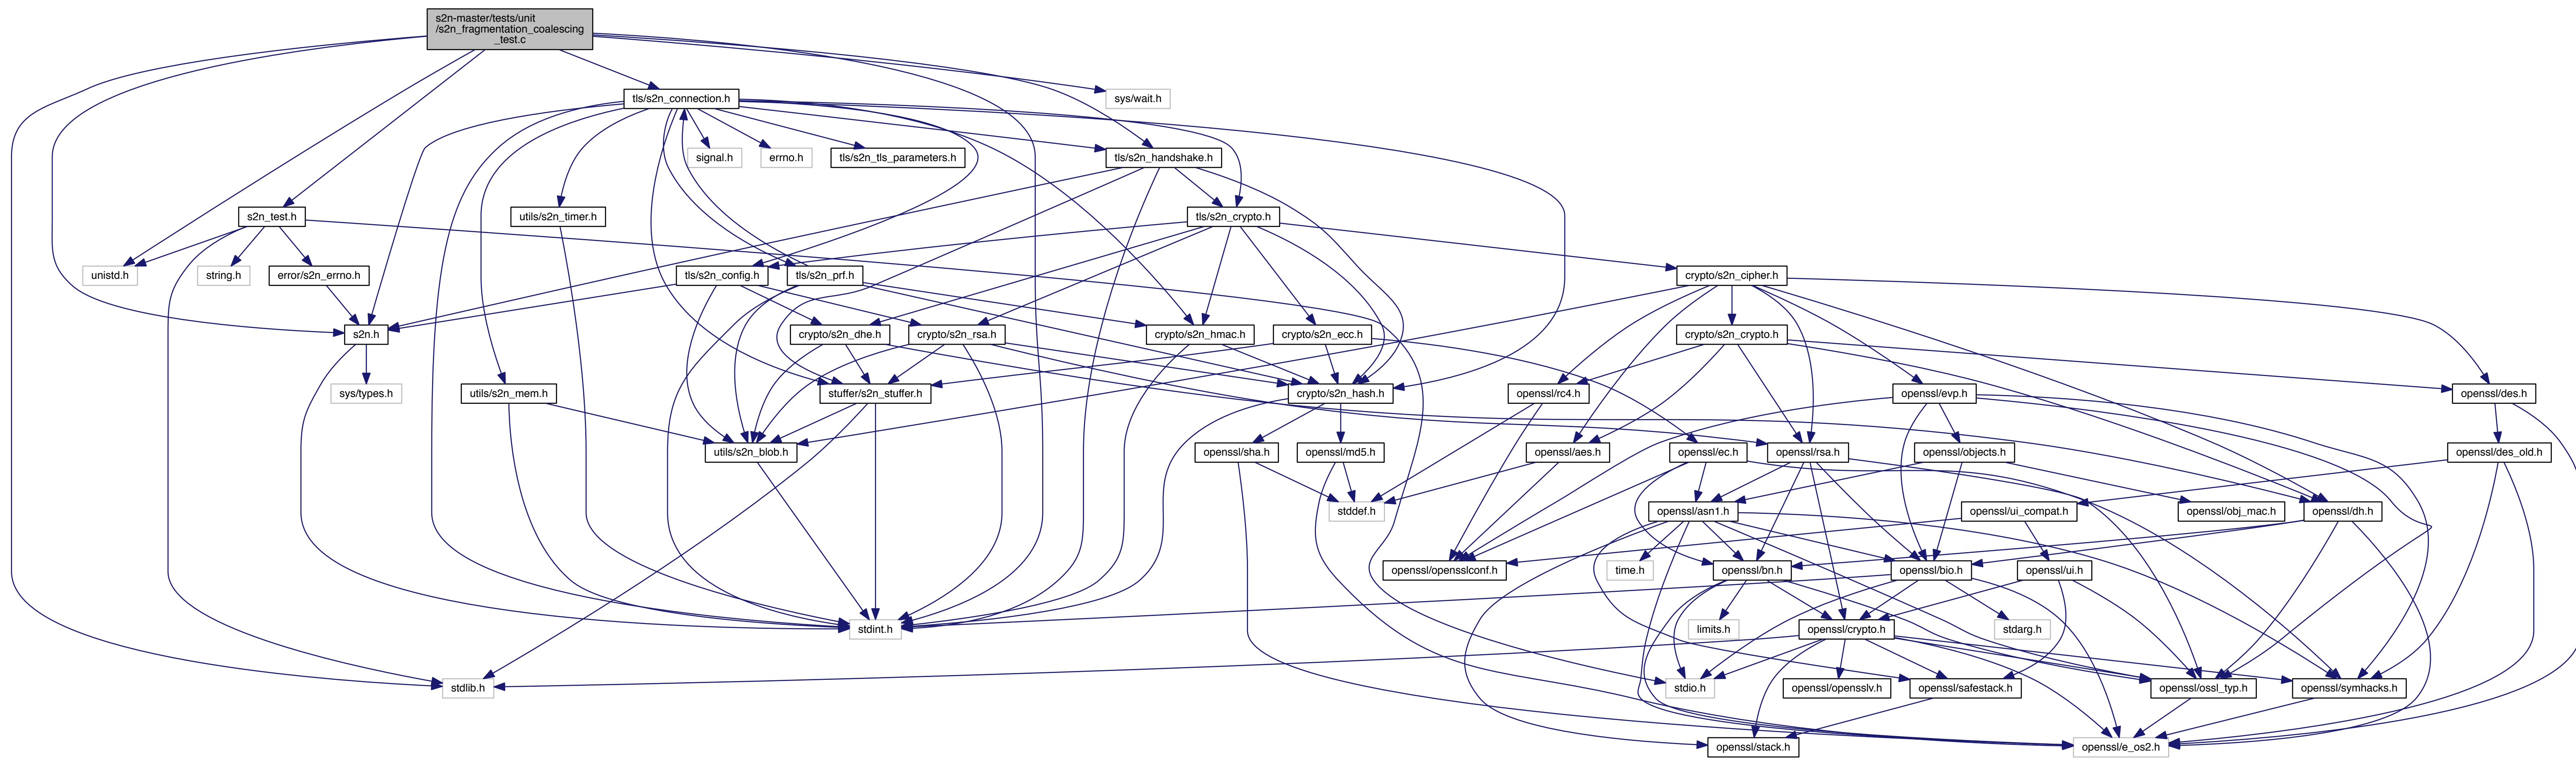 s2n-master/tests/unit
/s2n_fragmentation_coalescing
_test.c
tls/s2n_connection.h
sys/wait.h
signal.h
errno.h
tls/s2n_tls_parameters.h
tls/s2n_handshake.h
s2n_test.h
utils/s2n_timer.h
tls/s2n_crypto.h
unistd.h
string.h
error/s2n_errno.h
tls/s2n_config.h
tls/s2n_prf.h
crypto/s2n_cipher.h
s2n.h
crypto/s2n_dhe.h
crypto/s2n_rsa.h
crypto/s2n_hmac.h
crypto/s2n_ecc.h
crypto/s2n_crypto.h
sys/types.h
utils/s2n_mem.h
stuffer/s2n_stuffer.h
crypto/s2n_hash.h
openssl/rc4.h
openssl/evp.h
openssl/des.h
utils/s2n_blob.h
openssl/sha.h
openssl/md5.h
openssl/aes.h
openssl/ec.h
openssl/rsa.h
openssl/objects.h
openssl/des_old.h
stddef.h
openssl/asn1.h
openssl/ui_compat.h
openssl/obj_mac.h
openssl/dh.h
openssl/opensslconf.h
time.h
openssl/bn.h
openssl/bio.h
openssl/ui.h
stdint.h
limits.h
openssl/crypto.h
stdarg.h
stdlib.h
stdio.h
openssl/opensslv.h
openssl/safestack.h
openssl/ossl_typ.h
openssl/symhacks.h
openssl/stack.h
openssl/e_os2.h